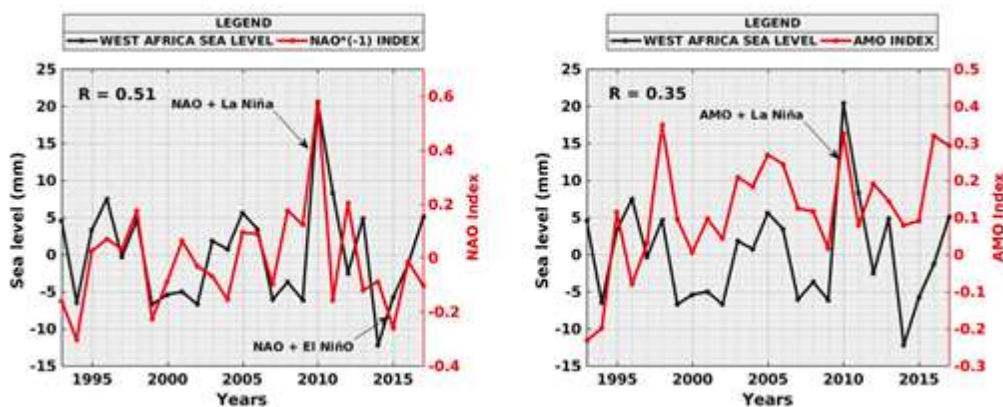 LEGEND
WEST AFRICA SEA LEVEL NAO*(-1) INDEX
R = 0.51
NAO + La Niña
NAO + El NiñO
25
20
15
10
5
0
-5
-10
-15
Sea level (mm)
0.6
0.4
0.2
0
-0.2
-0.4
NAO Index
1995 2000 2005 2010 2015
Years
LEGEND
WEST AFRICA SEA LEVEL AMO INDEX
R = 0.35
AMO + La Niña
25
20
15
10
5
0
-5
-10
-15
Sea level (mm)
0.5
0.4
0.3
0.2
0.1
0
-0.1
-0.2
-0.3
AMO Index
1995 2000 2005 2010 2015
Years